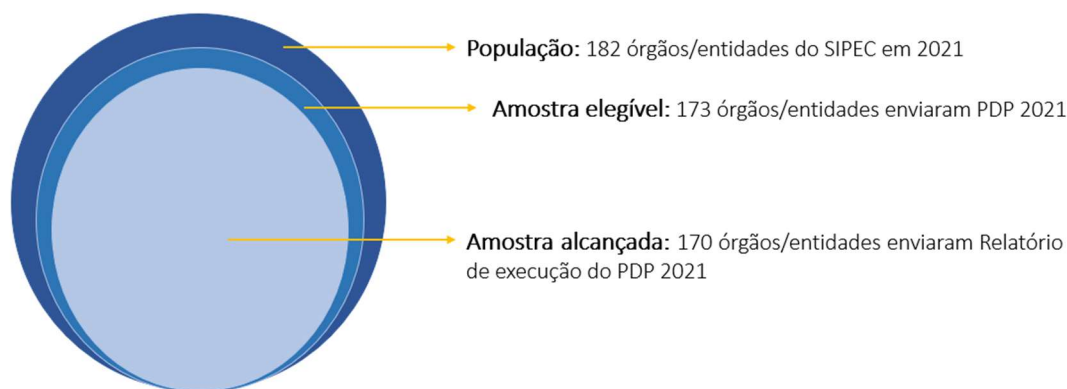 População: 182 órgãos/entidades do SIPEC em 2021
Amostra elegível: 173 órgãos/entidades enviaram PDP 2021
Amostra alcançada: 170 órgãos/entidades enviaram Relatório
de execução do PDP 2021